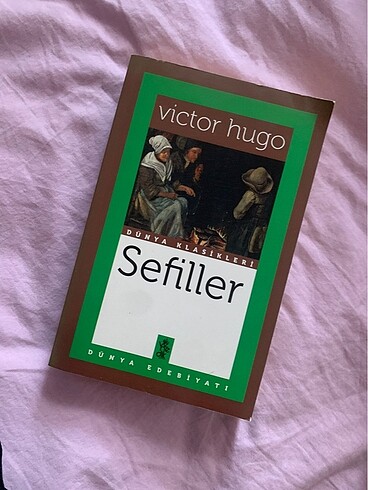 victor hugo
DÜNYA KLASİKLERİ
Sefiller
DÜNYA EDEBİYATI